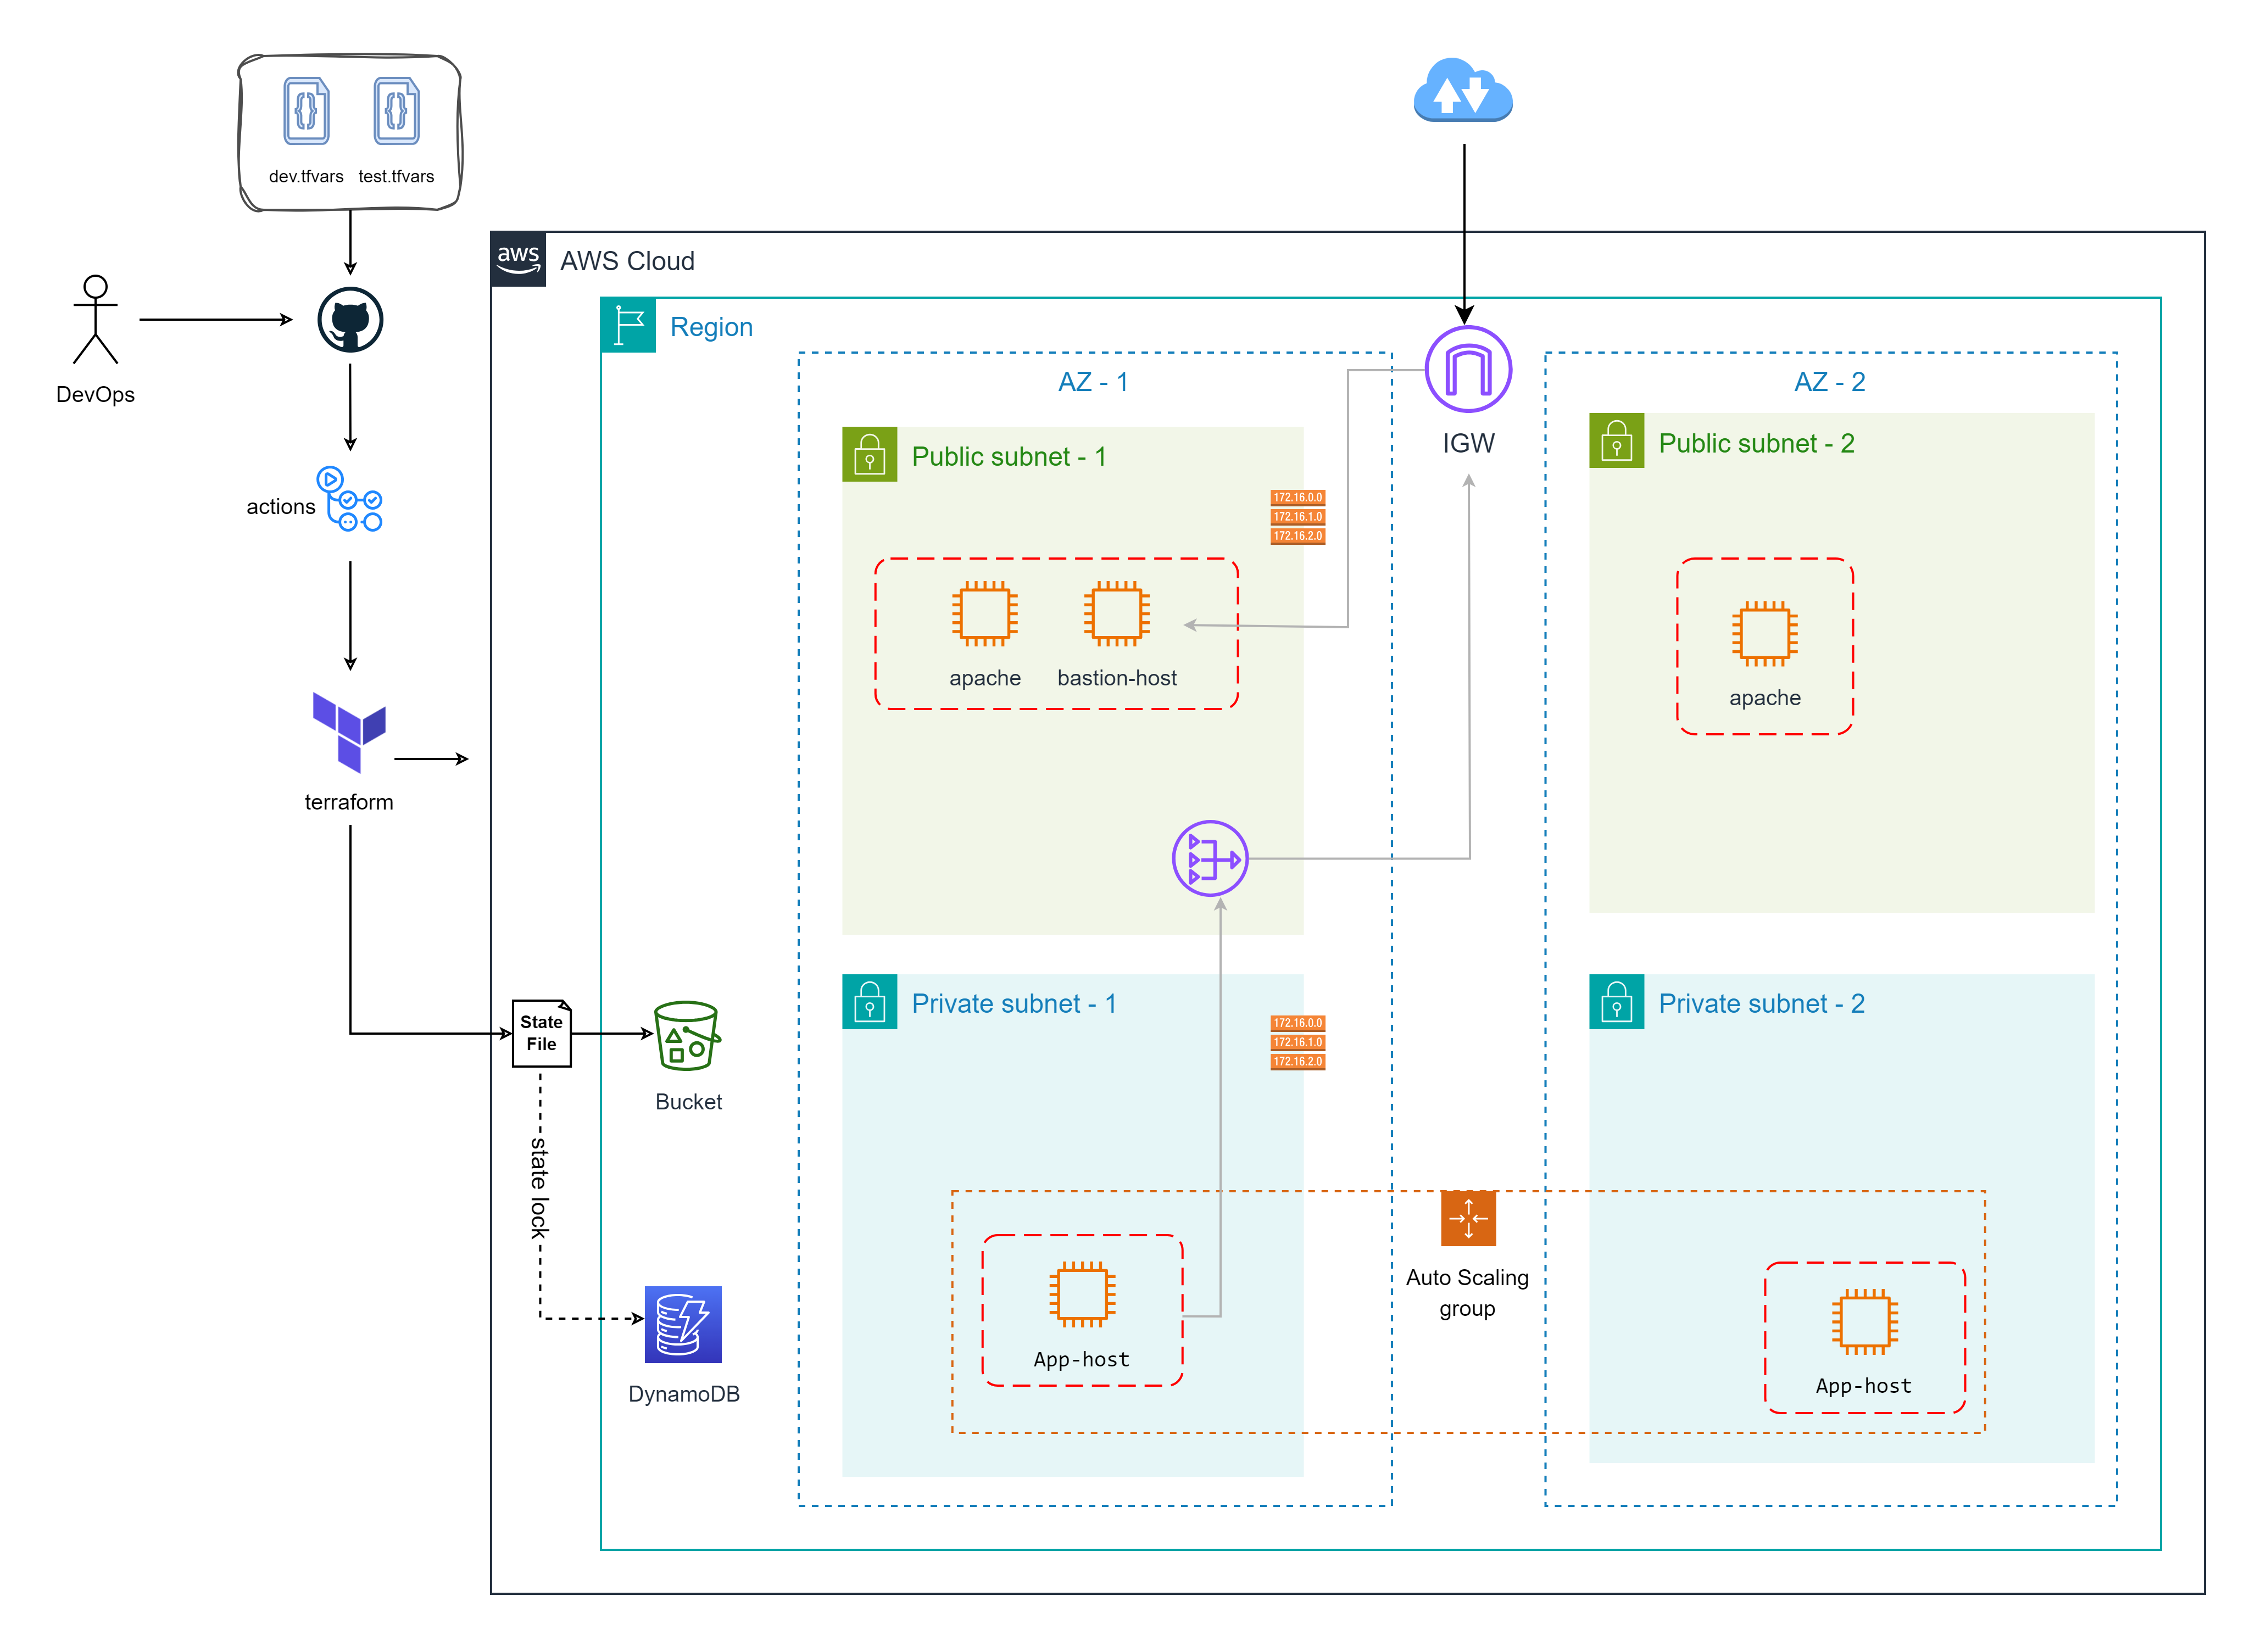 dev.tfvars
test.tfvars
aws
AWS Cloud
Region
DevOps
AZ - 1
AZ - 2
IGW
Public subnet - 1
Public subnet - 2
actions
172.16.0.0
172.16.1.0
172.16.2.0
apache
bastion-host
apache
terraform
State
File
Private subnet - 1
Private subnet - 2
172.16.0.0
172.16.1.0
172.16.2.0
Bucket
state lock
Auto Scaling
group
App-host
App-host
DynamoDB